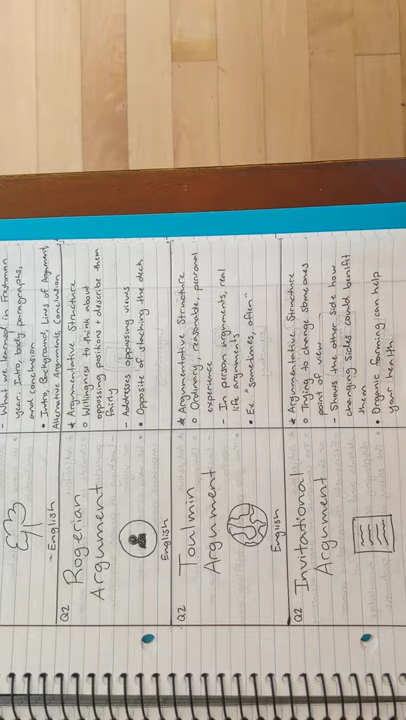 - What we learned in Freshman
year. Intro, body paragraphs,
and conclusion
• Intro, Background, Lines of Argument,
Alternative Arguments, Conclusion
- English
Q2
Rogerian
Argument
English
* Argumentative Structure
o Willingness to think about
opposing positions + describe them
fairly
- Addresses opposing views
• Opposite of stacking the deck
Q2
Toulmin
Argument
English
* Argumentative Structure
o Ordinary, reasonable, personal
experience
- In person arguments, real
life arguments
• Ex. "sometimes, often"
Q2
Invitational
Argument
* Argumentative Structure
o Trying to change someones
point of view
- Shows the other side how
changing sides could benifit
them
• Organic farming can help
your health